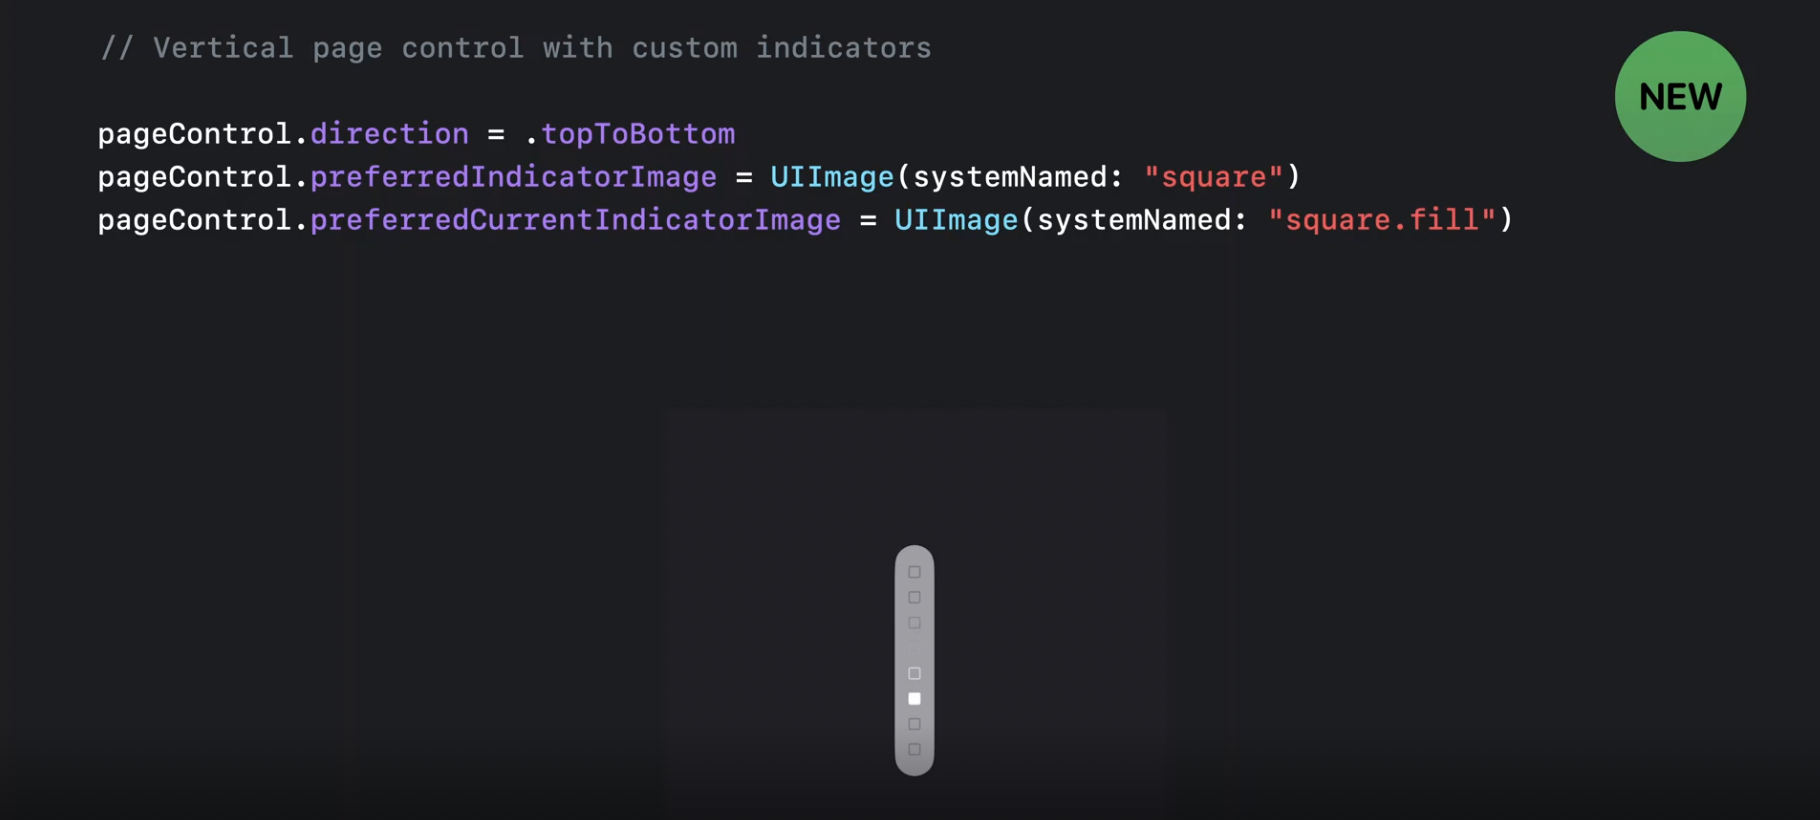 // Vertical page control with custom indicators
NEW
pageControl.direction = .topToBottom
pageControl.preferredIndicatorImage = UIImage(systemNamed: "square")
pageControl.preferredCurrentIndicatorImage = UIImage(systemNamed: "square.fill")